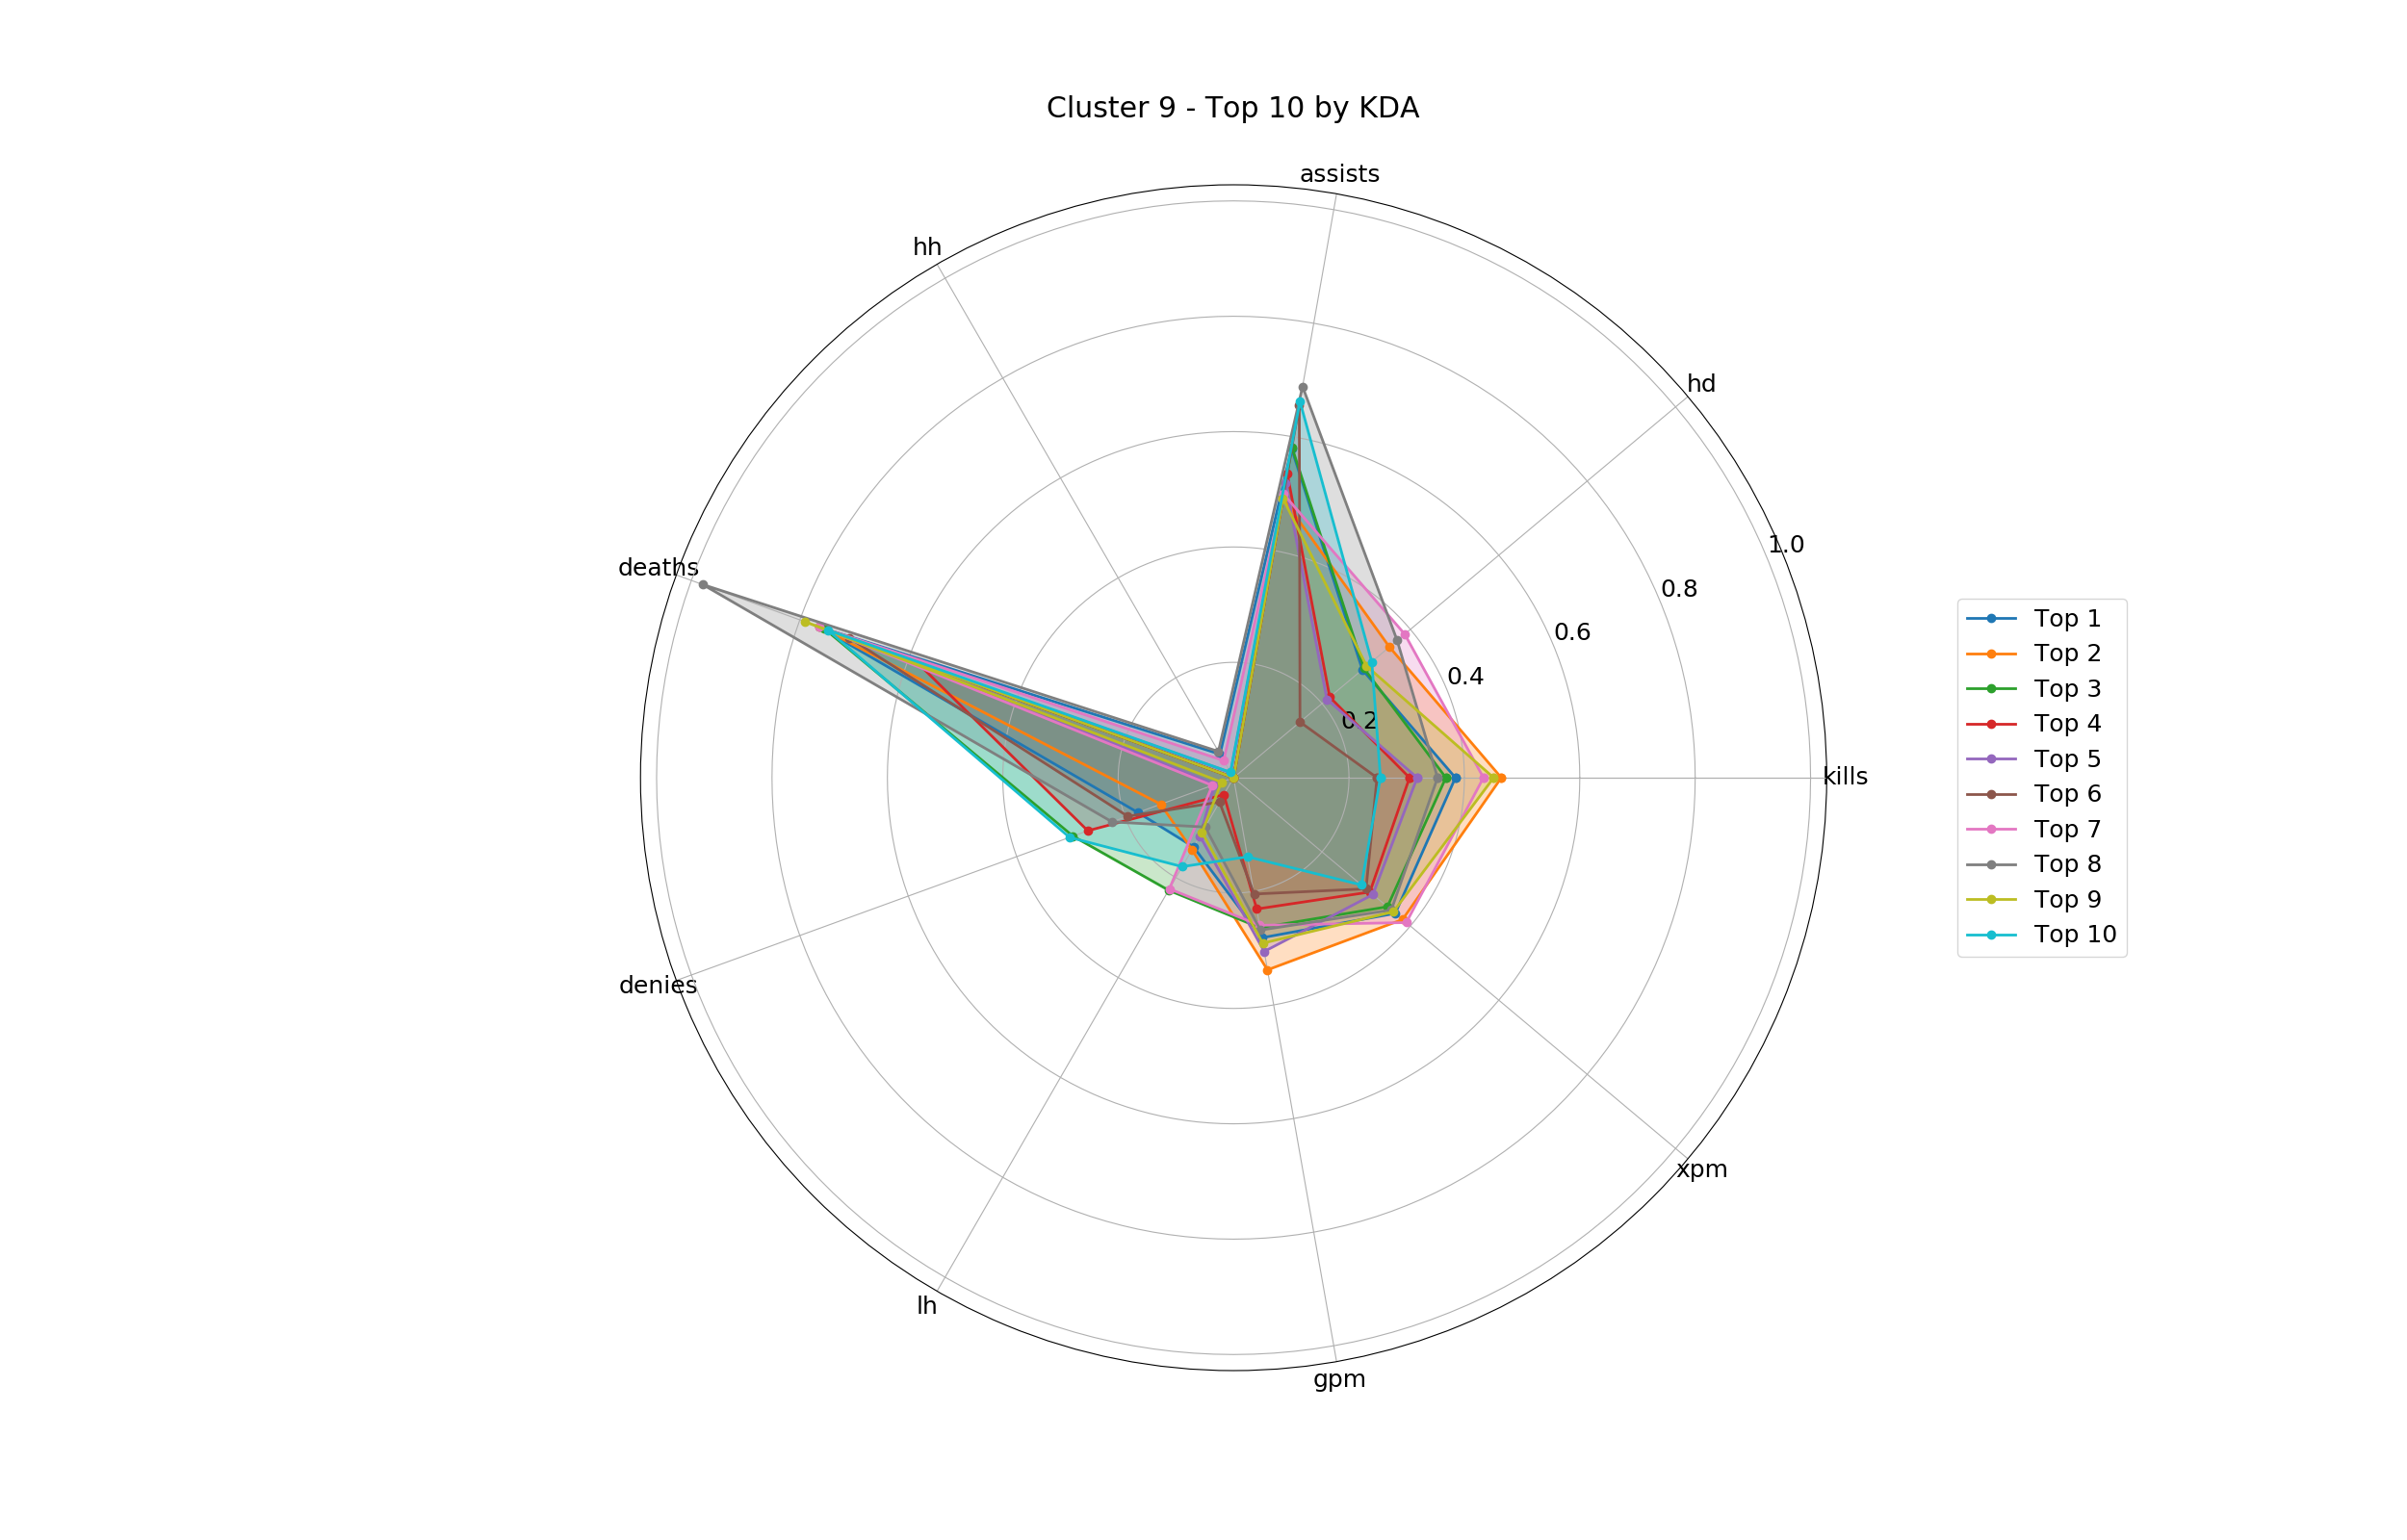 Cluster 9 - Top 10 by KDA
assists
hh
hd
deaths
1.0
0.8
0.6
0.4
0.2
kills
denies
xpm
lh
gpm
Top 1
Top 2
Top 3
Top 4
Top 5
Top 6
Top 7
Top 8
Top 9
Top 10